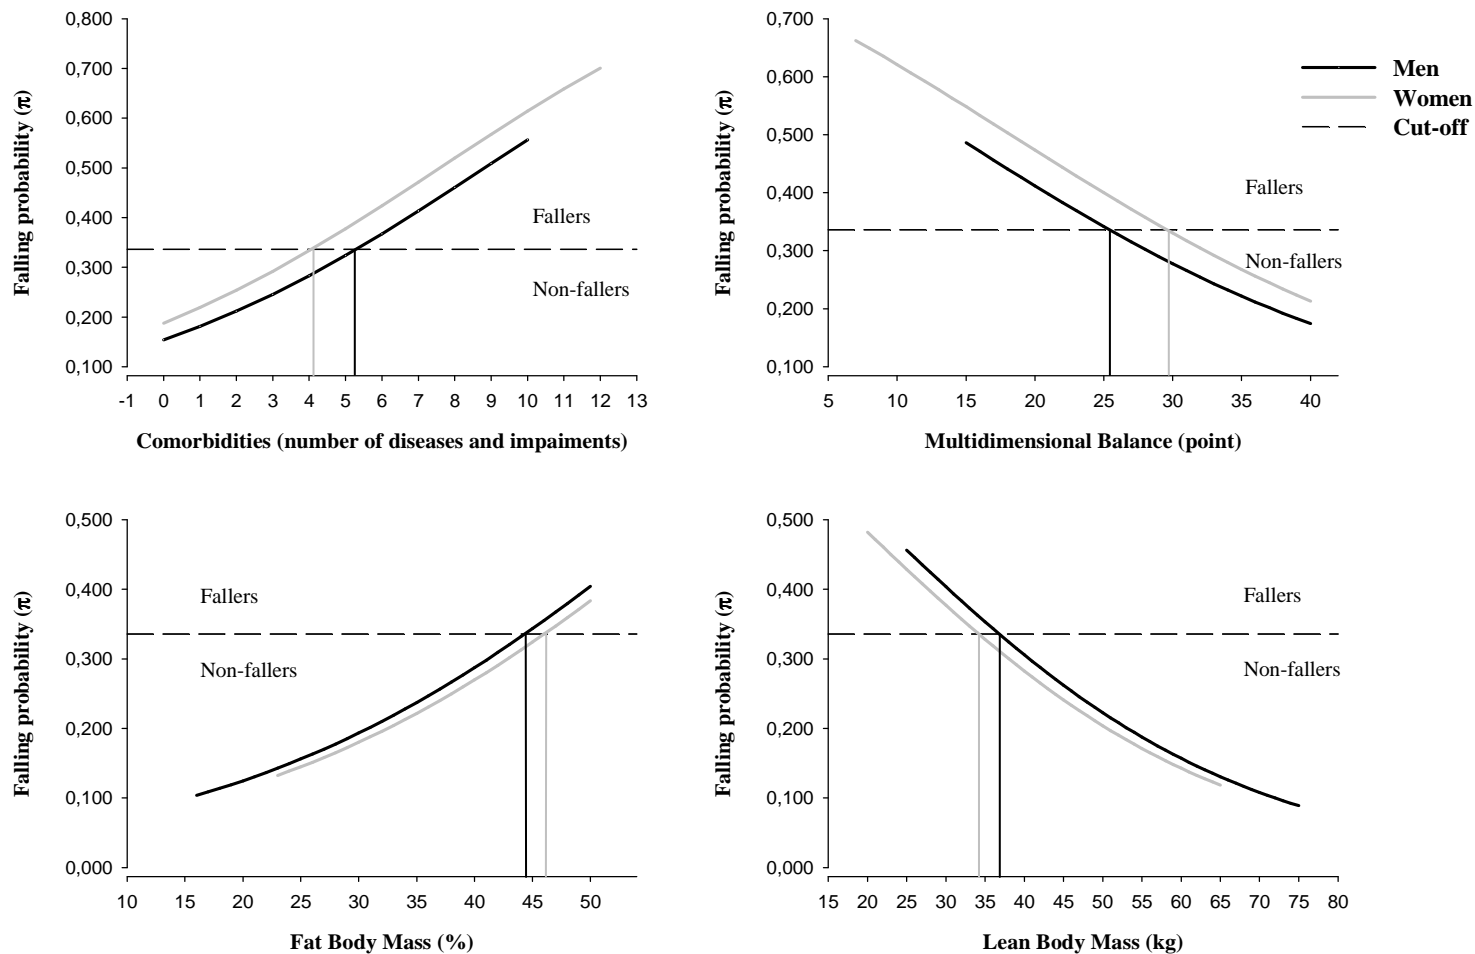 0,800
0,700
0,600
0,500
0,400
0,300
0,200
0,100
Falling probability (π)
Fallers
Non-fallers
-1 0 1 2 3 4 5 6 7 8 9 10 11 12 13
Comorbidities (number of diseases and impaiments)
0,700
0,600
0,500
0,400
0,300
0,200
0,100
Falling probability (π)
Men
Women
Cut-off
Fallers
Non-fallers
5 10 15 20 25 30 35 40
Multidimensional Balance (point)
0,500
0,400
0,300
0,200
0,100
0,000
Falling probability (π)
Fallers
Non-fallers
10 15 20 25 30 35 40 45 50
Fat Body Mass (%)
0,500
0,400
0,300
0,200
0,100
0,000
Falling probability (π)
Fallers
Non-fallers
15 20 25 30 35 40 45 50 55 60 65 70 75 80
Lean Body Mass (kg)